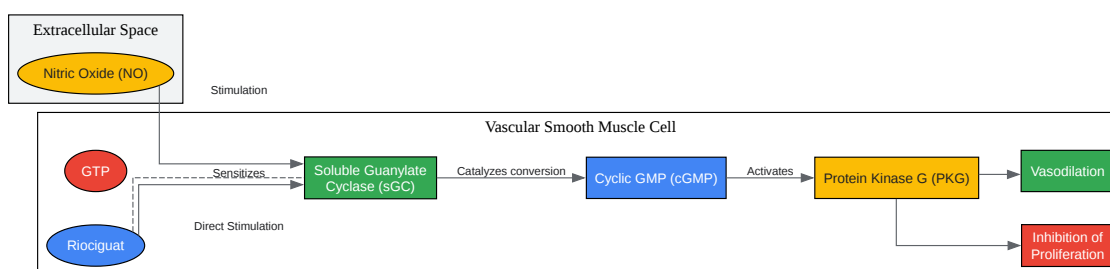 Extracellular Space
Nitric Oxide (NO)
Stimulation
Vascular Smooth Muscle Cell
GTP
Sensitizes
Soluble Guanylate
Cyclase (sGC)
Catalyzes conversion
Cyclic GMP (cGMP)
Activates
Protein Kinase G (PKG)
Vasodilation
Riociguat
Direct Stimulation
Inhibition of
Proliferation